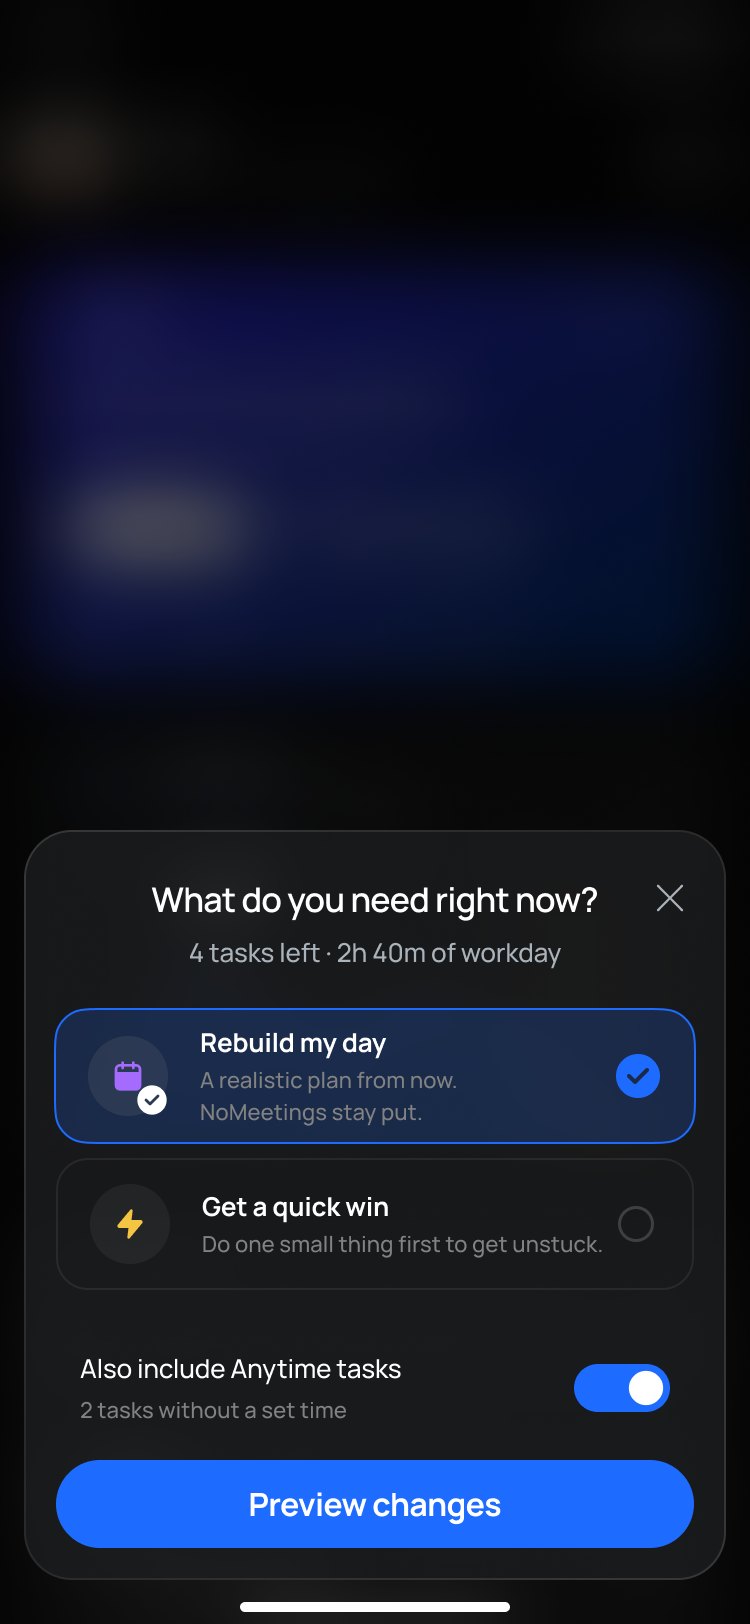 What do you need right now?
4 tasks left · 2h 40m of workday
Rebuild my day
A realistic plan from now.
NoMeetings stay put.
Get a quick win
Do one small thing first to get unstuck.
Also include Anytime tasks
2 tasks without a set time
Preview changes